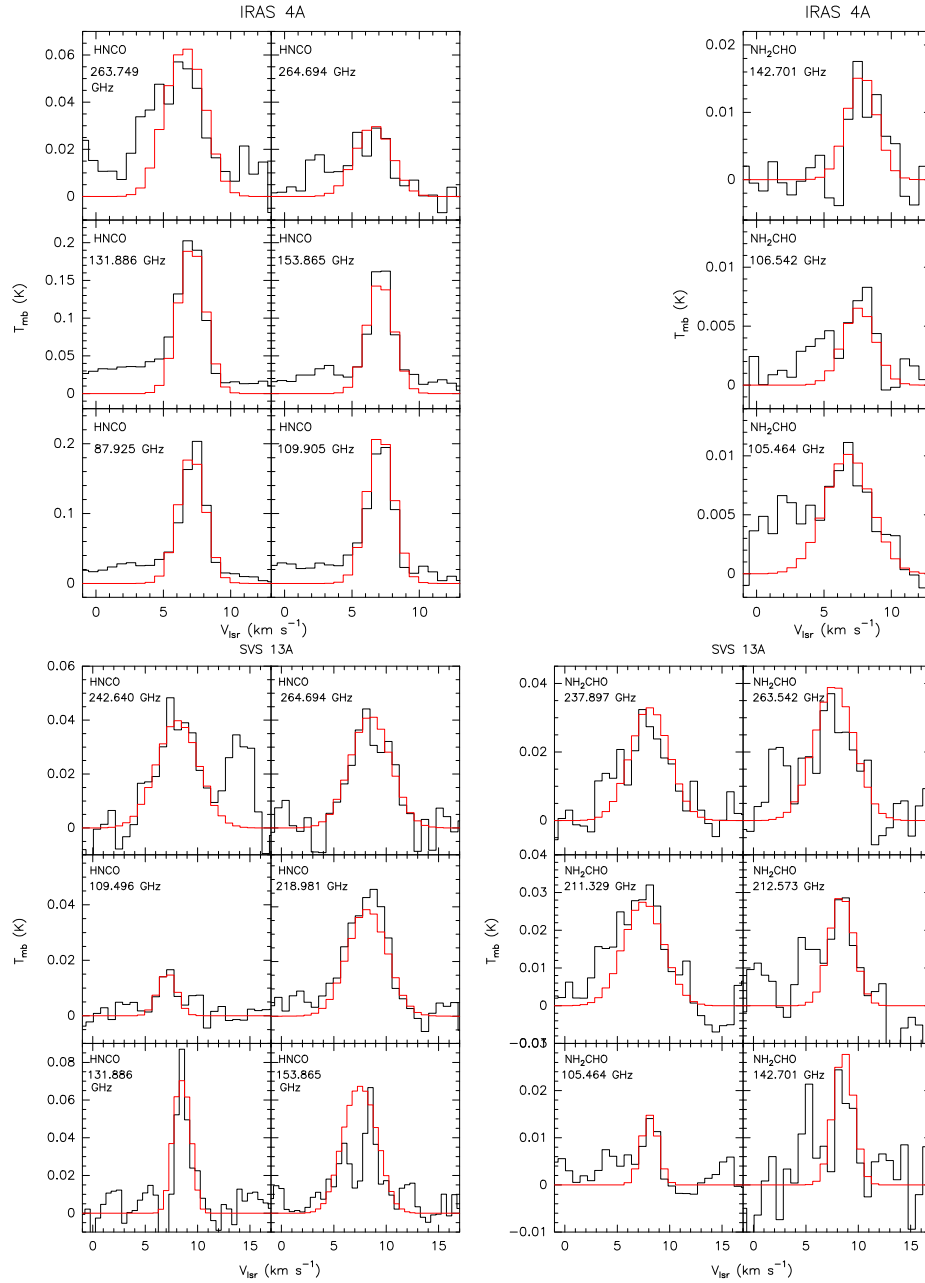 IRAS 4A
HNCO
263.749
GHz
HNCO
264.694
GHz
0.06
0.04
0.02
0
HNCO
131.886 GHz
HNCO
153.865 GHz
0.2
0.15
0.1
0.05
0
T_mb (K)
HNCO
87.925 GHz
HNCO
109.905 GHz
0.2
0.1
0
0 5 10 0 5 10
V_lsr (km s⁻¹)
IRAS 4A
NH₂CHO
142.701 GHz
0.02
0.01
0
NH₂CHO
106.542 GHz
0.01
0.005
0
T_mb (K)
NH₂CHO
105.464 GHz
0.01
0.005
0
0 5 10
V_lsr (km s⁻¹)
SVS 13A
HNCO
242.640 GHz
HNCO
264.694 GHz
0.06
0.04
0.02
0
HNCO
109.496 GHz
HNCO
218.981 GHz
0.04
0.02
0
T_mb (K)
HNCO
131.886
GHz
HNCO
153.865
GHz
0.08
0.06
0.04
0.02
0
0 5 10 15 0 5 10 15
V_lsr (km s⁻¹)
SVS 13A
NH₂CHO
237.897 GHz
NH₂CHO
263.542 GHz
0.04
0.02
0
0.04
NH₂CHO
211.329 GHz
NH₂CHO
212.573 GHz
0.03
0.02
0.01
0
T_mb (K)
NH₂CHO
105.464 GHz
NH₂CHO
142.701 GHz
0.02
0.01
0
−0.01
0 5 10 15 0 5 10 15
V_lsr (km s⁻¹)